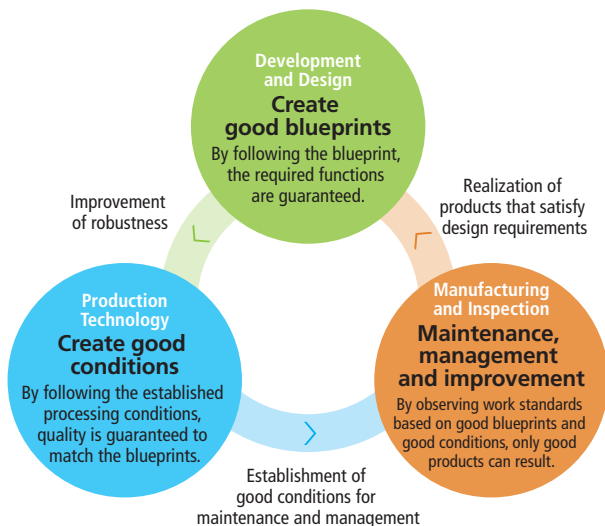 Development
and Design
Create
good blueprints
By following the blueprint,
the required functions
are guaranteed.
Improvement
of robustness
Realization of
products that satisfy
design requirements
Production
Technology
Create good
conditions
By following the established
processing conditions,
quality is guaranteed to
match the blueprints.
Manufacturing
and Inspection
Maintenance,
management
and improvement
By observing work standards
based on good blueprints and
good conditions, only good
products can result.
Establishment of
good conditions for
maintenance and management